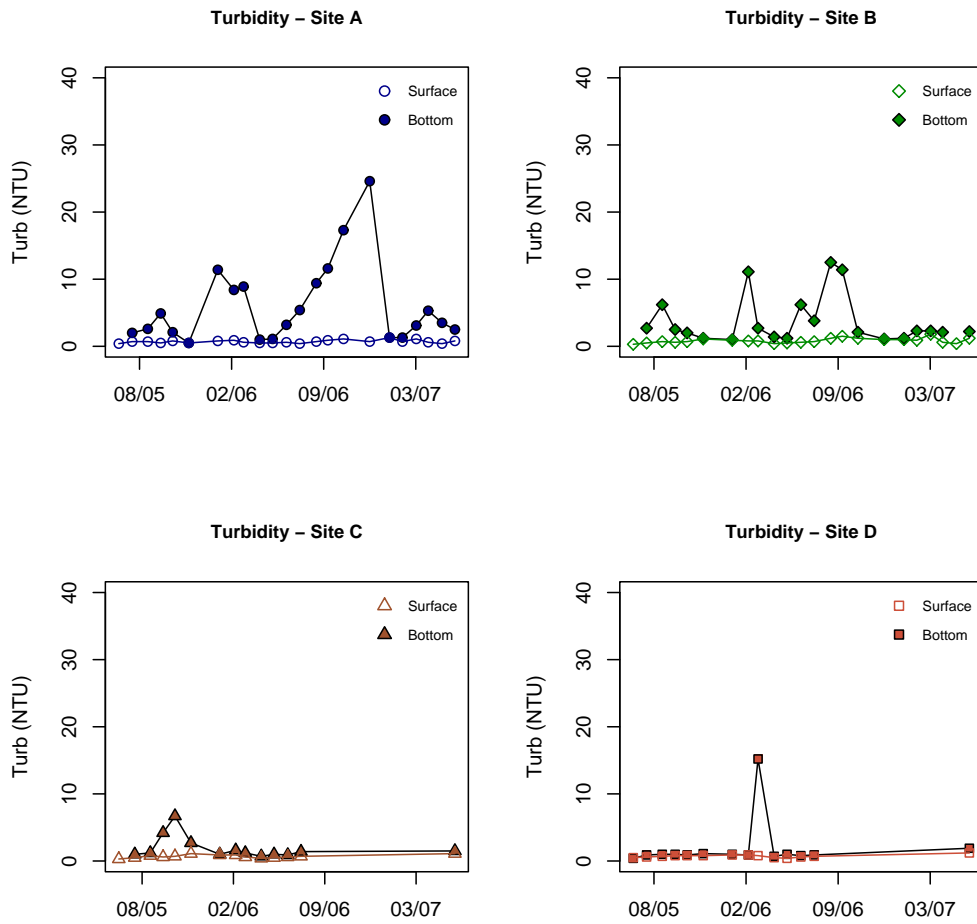 Turbidity – Site A
Turb (NTU)
40
30
20
10
0
Surface
Bottom
08/05 02/06 09/06 03/07
Turbidity – Site B
Turb (NTU)
40
30
20
10
0
Surface
Bottom
08/05 02/06 09/06 03/07
Turbidity – Site C
Turb (NTU)
40
30
20
10
0
Surface
Bottom
08/05 02/06 09/06 03/07
Turbidity – Site D
Turb (NTU)
40
30
20
10
0
Surface
Bottom
08/05 02/06 09/06 03/07